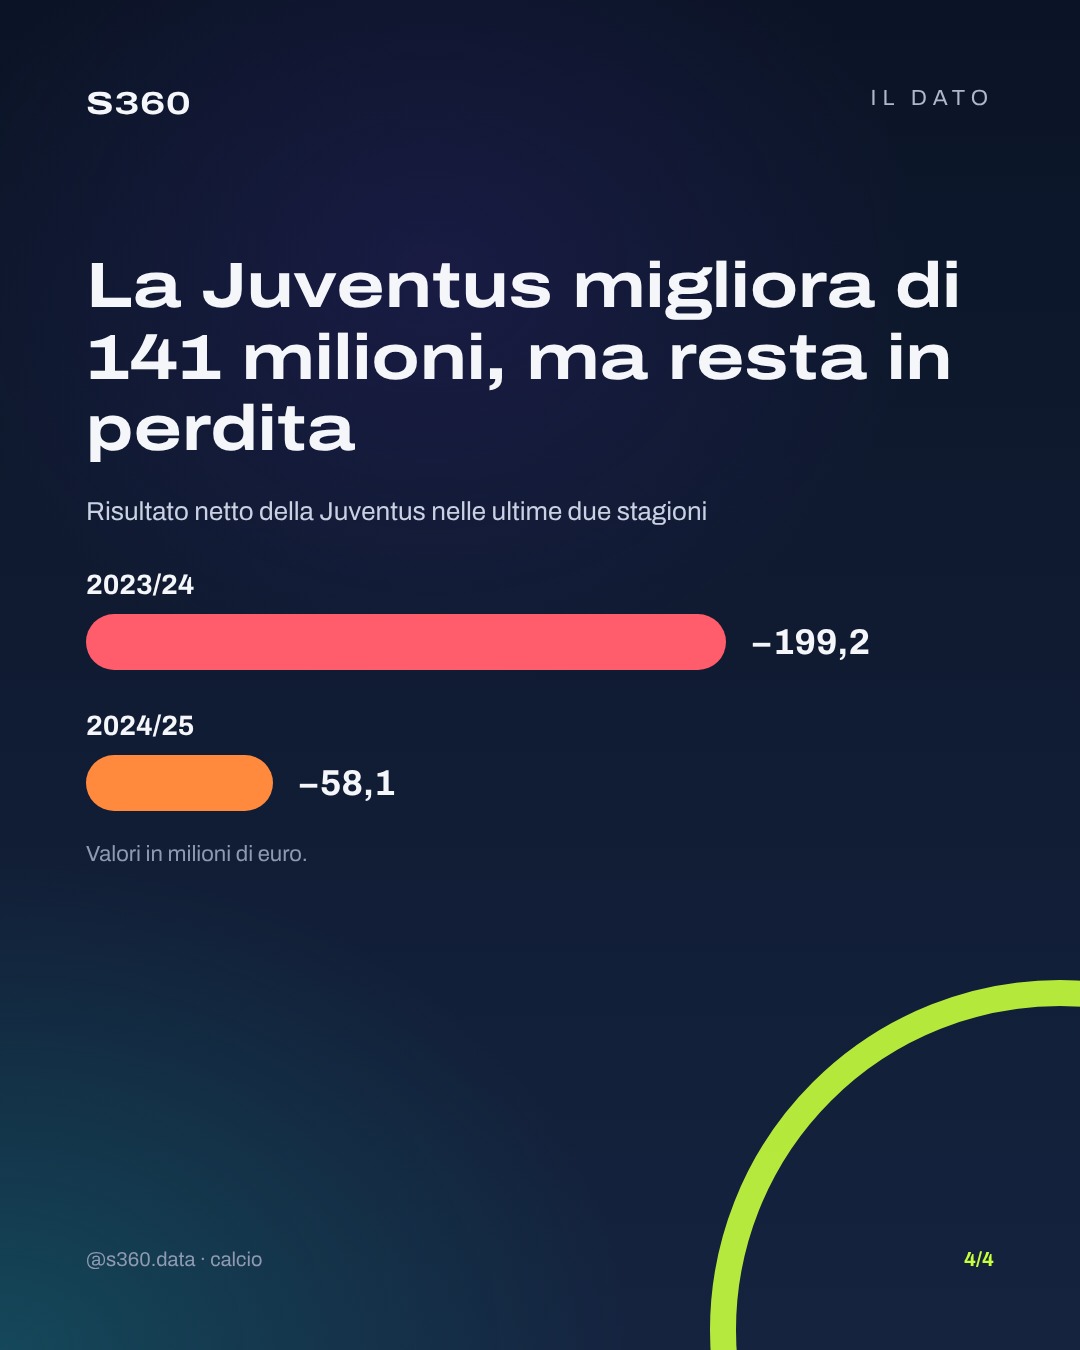 S360
IL DATO
La Juventus migliora di
141 milioni, ma resta in
perdita
Risultato netto della Juventus nelle ultime due stagioni
2023/24
–199,2
2024/25
–58,1
Valori in milioni di euro.
@s360.data · calcio
4/4